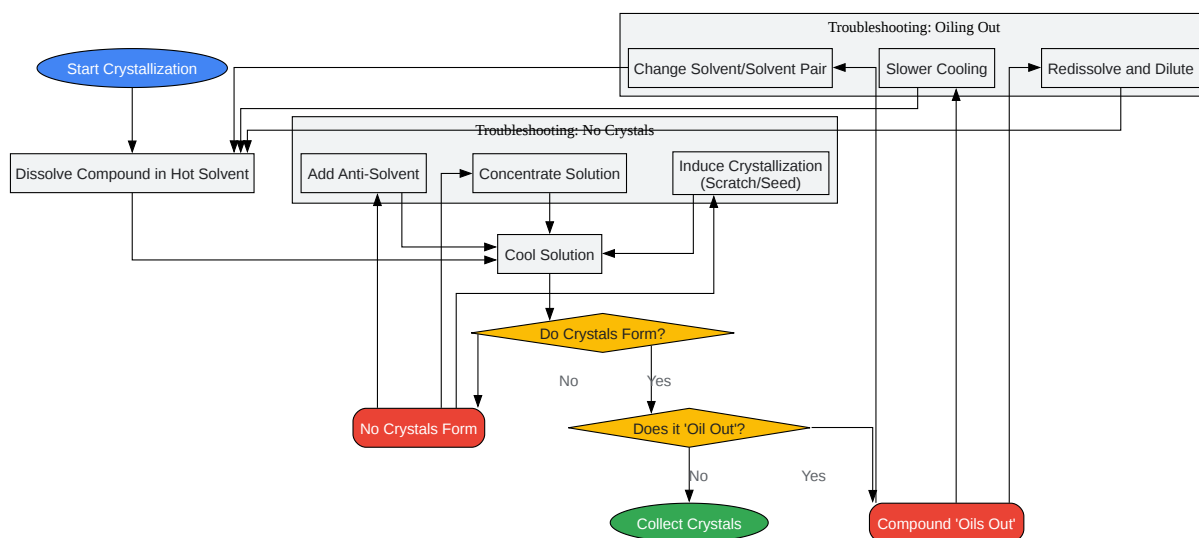 Troubleshooting: Oiling Out
Start Crystallization
Change Solvent/Solvent Pair
Slower Cooling
Redissolve and Dilute
Troubleshooting: No Crystals
Dissolve Compound in Hot Solvent
Add Anti-Solvent
Concentrate Solution
Induce Crystallization
(Scratch/Seed)
Cool Solution
Do Crystals Form?
No
Yes
No Crystals Form
Does it 'Oil Out'?
No
Yes
Collect Crystals
Compound 'Oils Out'